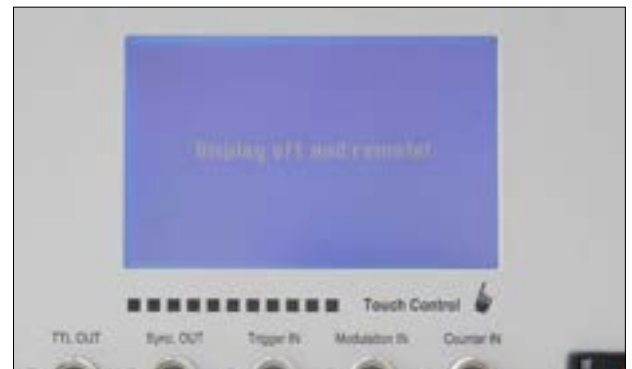 Display off and remote!
Touch Control
TTL OUT Sync. OUT Trigger IN Modulation IN Counter IN